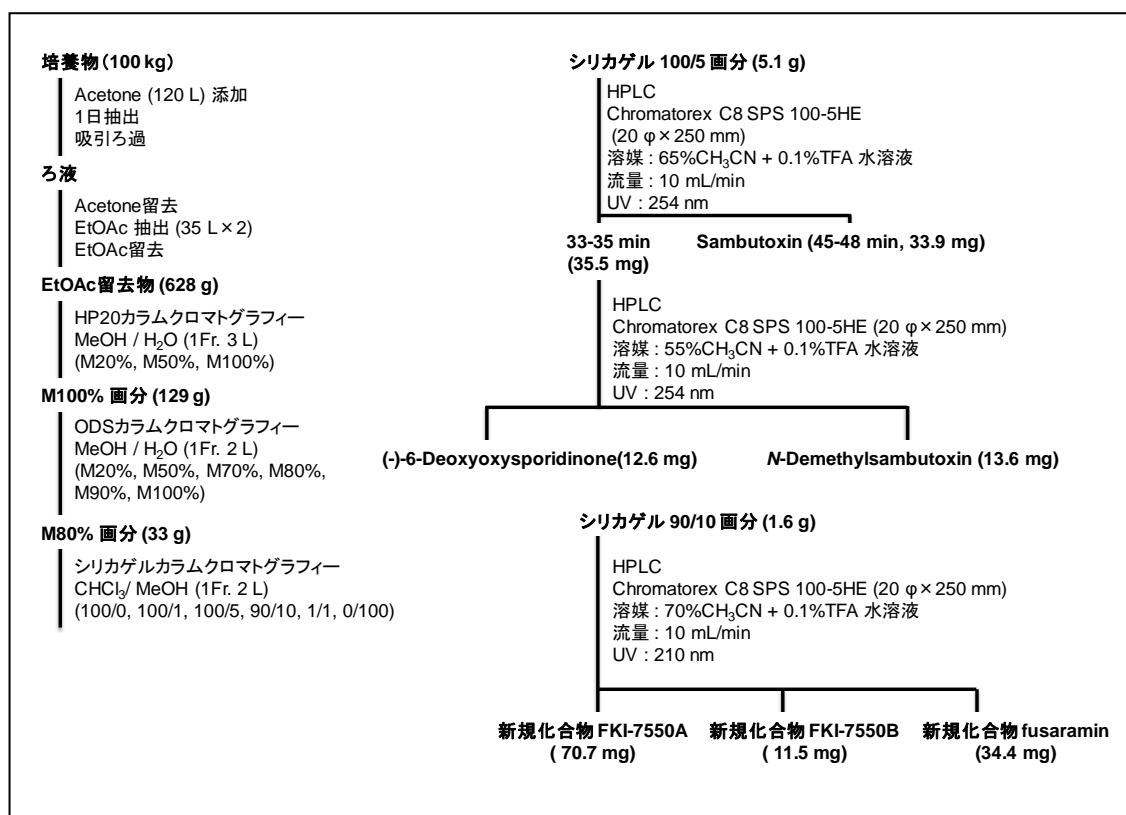 培養物（100 kg）
Acetone (120 L) 添加
1日抽出
吸引ろ過
ろ液
Acetone留去
EtOAc 抽出 (35 L×2)
EtOAc留去
EtOAc留去物 (628 g)
HP20カラムクロマトグラフィー
MeOH / H₂O (1Fr. 3 L)
(M20%, M50%, M100%)
M100% 画分 (129 g)
ODSカラムクロマトグラフィー
MeOH / H₂O (1Fr. 2 L)
(M20%, M50%, M70%, M80%,
M90%, M100%)
M80% 画分 (33 g)
シリカゲルカラムクロマトグラフィー
CHCl₃/ MeOH (1Fr. 2 L)
(100/0, 100/1, 100/5, 90/10, 1/1, 0/100)
シリカゲル 100/5 画分 (5.1 g)
HPLC
Chromatorex C8 SPS 100-5HE
(20 φ×250 mm)
溶媒 : 65%CH₃CN + 0.1%TFA 水溶液
流量 : 10 mL/min
UV : 254 nm
33-35 min
(35.5 mg)
Sambutoxin (45-48 min, 33.9 mg)
HPLC
Chromatorex C8 SPS 100-5HE (20 φ×250 mm)
溶媒 : 55%CH₃CN + 0.1%TFA 水溶液
流量 : 10 mL/min
UV : 254 nm
(-)-6-Deoxyoxysporidinone(12.6 mg)
N-Demethylsambutoxin (13.6 mg)
シリカゲル 90/10 画分 (1.6 g)
HPLC
Chromatorex C8 SPS 100-5HE (20 φ×250 mm)
溶媒 : 70%CH₃CN + 0.1%TFA 水溶液
流量 : 10 mL/min
UV : 210 nm
新規化合物 FKI-7550A
( 70.7 mg)
新規化合物 FKI-7550B
( 11.5 mg)
新規化合物 fusaramin
(34.4 mg)